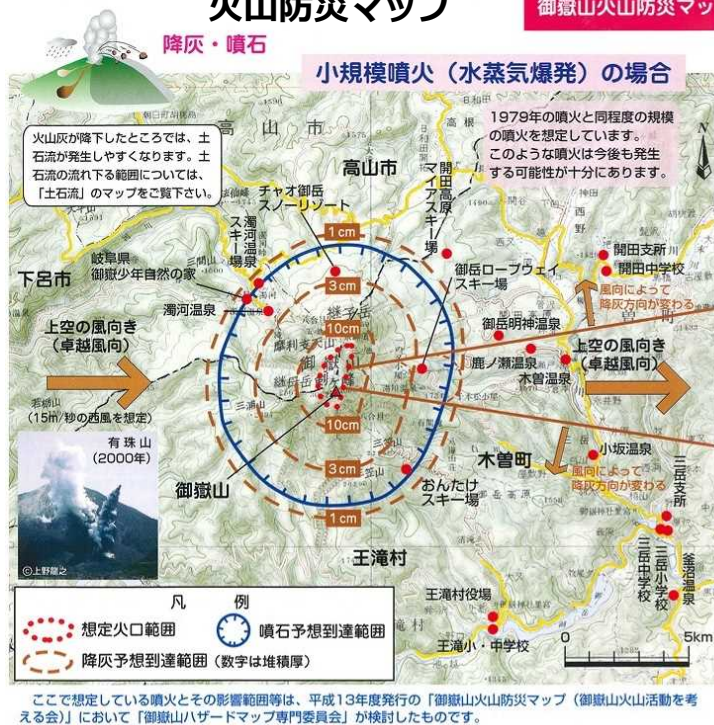 火山防災マップ
御嶽山火山防災マッ
降灰・噴石
小規模噴火（水蒸気爆発）の場合
火山灰が降下したところでは、土
石流が発生しやすくなります。土
石流の流れ下る範囲については、
「土石流」のマップをご覧下さい。
1979年の噴火と同程度の規模
の噴火を想定しています。
このような噴火は今後も発生
する可能性が十分にあります。
高山市
高山市
チャオ御岳
スノーリゾート
開田高原
マイアスキー場
濁河温泉
スキー場
岐阜県
御嶽少年自然の家
下呂市
濁河温泉
1cm
3cm
10cm
継子岳
摩利支天山
御嶽
継母岳
10cm
3cm
1cm
開田支所
開田中学校
御岳ロープウェイ
スキー場
風向によって
降灰方向が変わる
御岳明神温泉
鹿ノ瀬温泉
木曽温泉
上空の風向き
（卓越風向）
上空の風向き
（卓越風向）
（15m/秒の西風を想定）
有珠山
（2000年）
©上野龍之
御嶽山
三笠山
おんたけ
スキー場
木曽町
小坂温泉
風向によって
降灰方向が変わる
三岳支所
三岳小学校
三岳中学校
釜沼温泉
王滝村
王滝村役場
王滝小・中学校
0 5km
凡例
想定火口範囲
噴石予想到達範囲
降灰予想到達範囲（数字は堆積厚）
ここで想定している噴火とその影響範囲等は、平成13年度発行の「御嶽山火山防災マップ（御嶽山火山活動を考
える会）」において「御嶽山ハザードマップ専門委員会」が検討したものです。